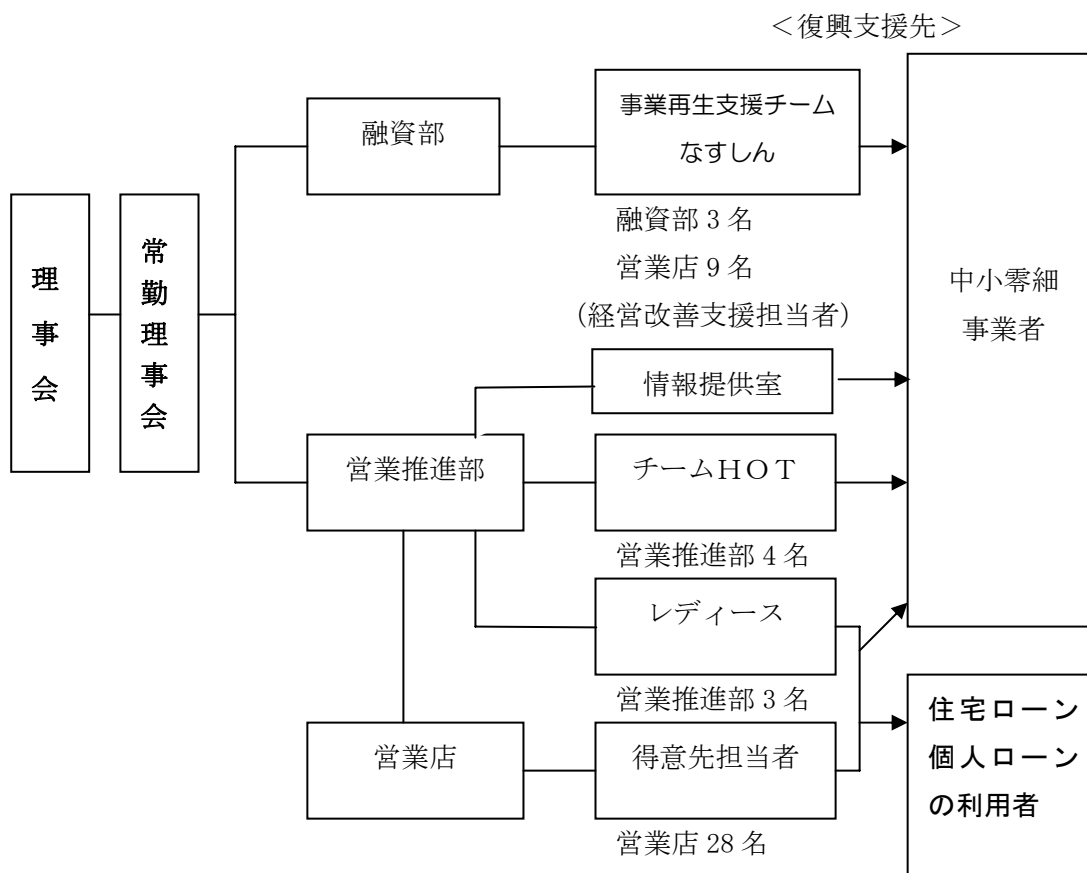 ＜復興支援先＞
理事会
常勤理事会
融資部
事業再生支援チーム
なすしん
融資部 3 名
営業店 9 名
（経営改善支援担当者）
中小零細
事業者
情報提供室
営業推進部
チームＨＯＴ
営業推進部 4 名
レディース
営業推進部 3 名
営業店
得意先担当者
営業店 28 名
住宅ローン
個人ローン
の利用者